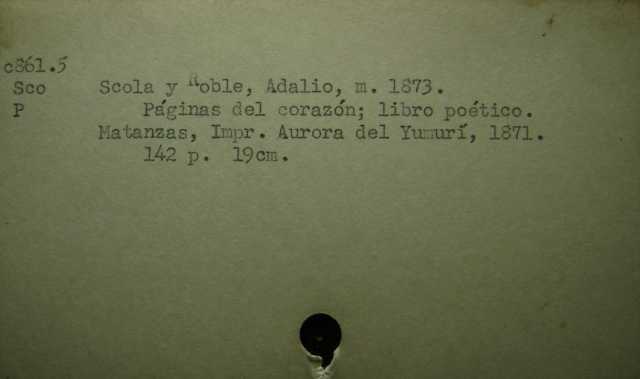 c861.5
Sco Scola y Roble, Adalio, m. 1873.
P Páginas del corazón; libro poético.
Matanzas, Impr. Aurora del Yumurí, 1871.
142 p. 19cm.